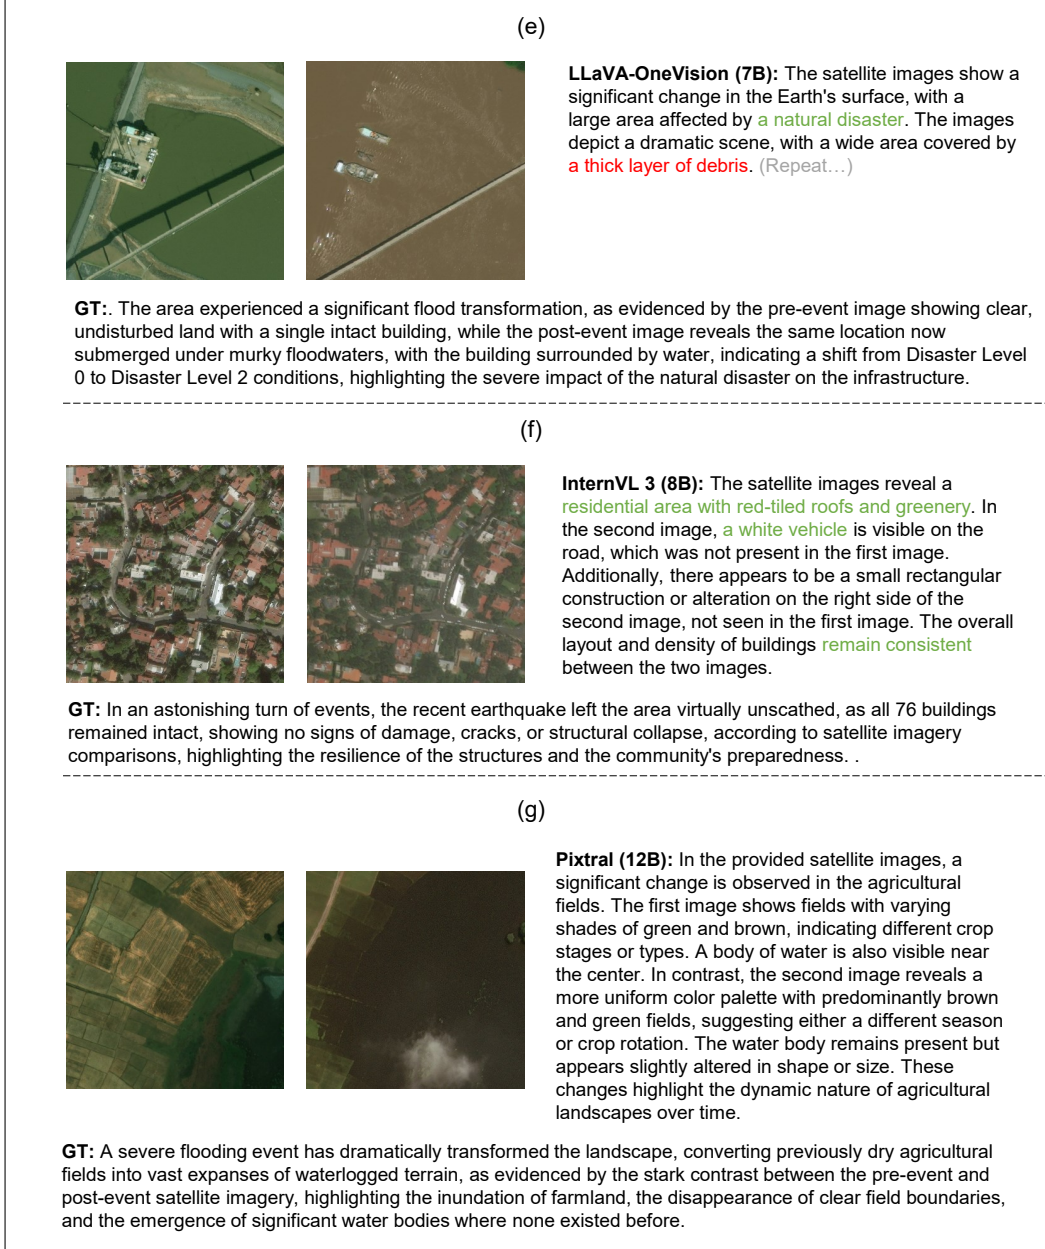 (e)
LLaVA-OneVision (7B): The satellite images show a
significant change in the Earth's surface, with a
large area affected by a natural disaster. The images
depict a dramatic scene, with a wide area covered by
a thick layer of debris. (Repeat…)
GT:. The area experienced a significant flood transformation, as evidenced by the pre-event image showing clear,
undisturbed land with a single intact building, while the post-event image reveals the same location now
submerged under murky floodwaters, with the building surrounded by water, indicating a shift from Disaster Level
0 to Disaster Level 2 conditions, highlighting the severe impact of the natural disaster on the infrastructure.
(f)
InternVL 3 (8B): The satellite images reveal a
residential area with red-tiled roofs and greenery. In
the second image, a white vehicle is visible on the
road, which was not present in the first image.
Additionally, there appears to be a small rectangular
construction or alteration on the right side of the
second image, not seen in the first image. The overall
layout and density of buildings remain consistent
between the two images.
GT: In an astonishing turn of events, the recent earthquake left the area virtually unscathed, as all 76 buildings
remained intact, showing no signs of damage, cracks, or structural collapse, according to satellite imagery
comparisons, highlighting the resilience of the structures and the community's preparedness. .
(g)
Pixtral (12B): In the provided satellite images, a
significant change is observed in the agricultural
fields. The first image shows fields with varying
shades of green and brown, indicating different crop
stages or types. A body of water is also visible near
the center. In contrast, the second image reveals a
more uniform color palette with predominantly brown
and green fields, suggesting either a different season
or crop rotation. The water body remains present but
appears slightly altered in shape or size. These
changes highlight the dynamic nature of agricultural
landscapes over time.
GT: A severe flooding event has dramatically transformed the landscape, converting previously dry agricultural
fields into vast expanses of waterlogged terrain, as evidenced by the stark contrast between the pre-event and
post-event satellite imagery, highlighting the inundation of farmland, the disappearance of clear field boundaries,
and the emergence of significant water bodies where none existed before.